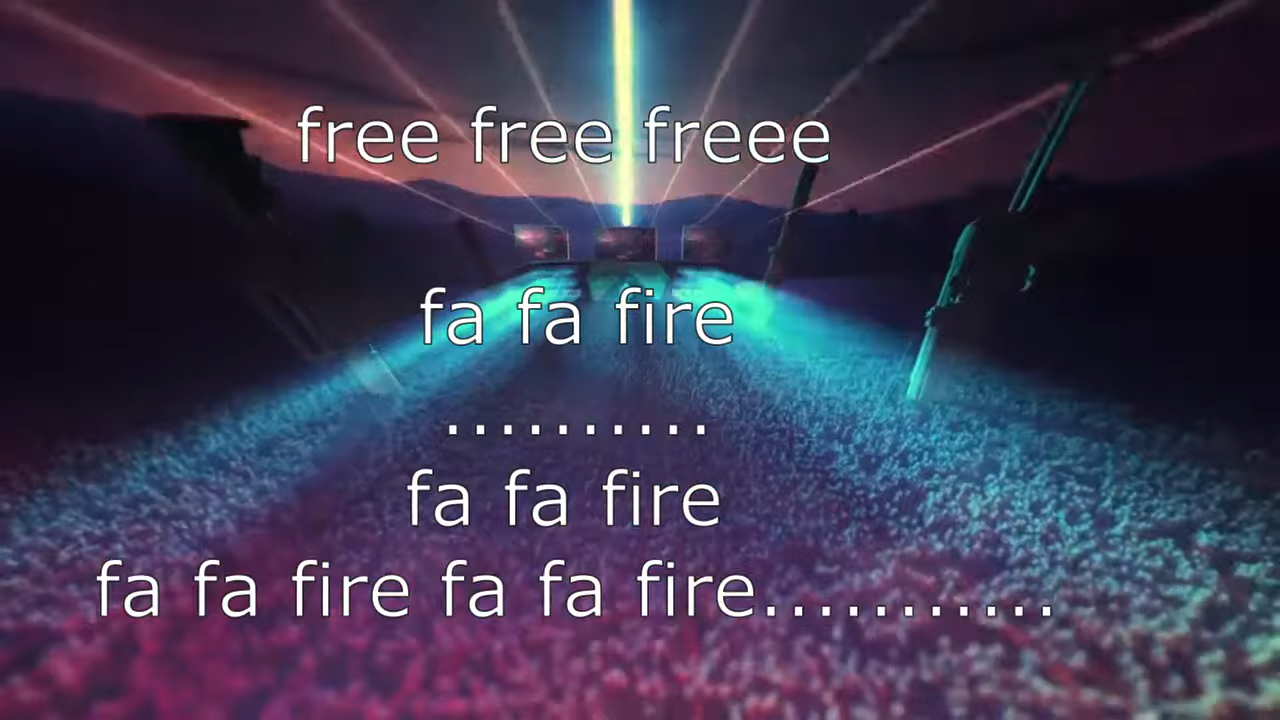 free free freee
fa fa fire
..........
fa fa fire
fa fa fire fa fa fire...........